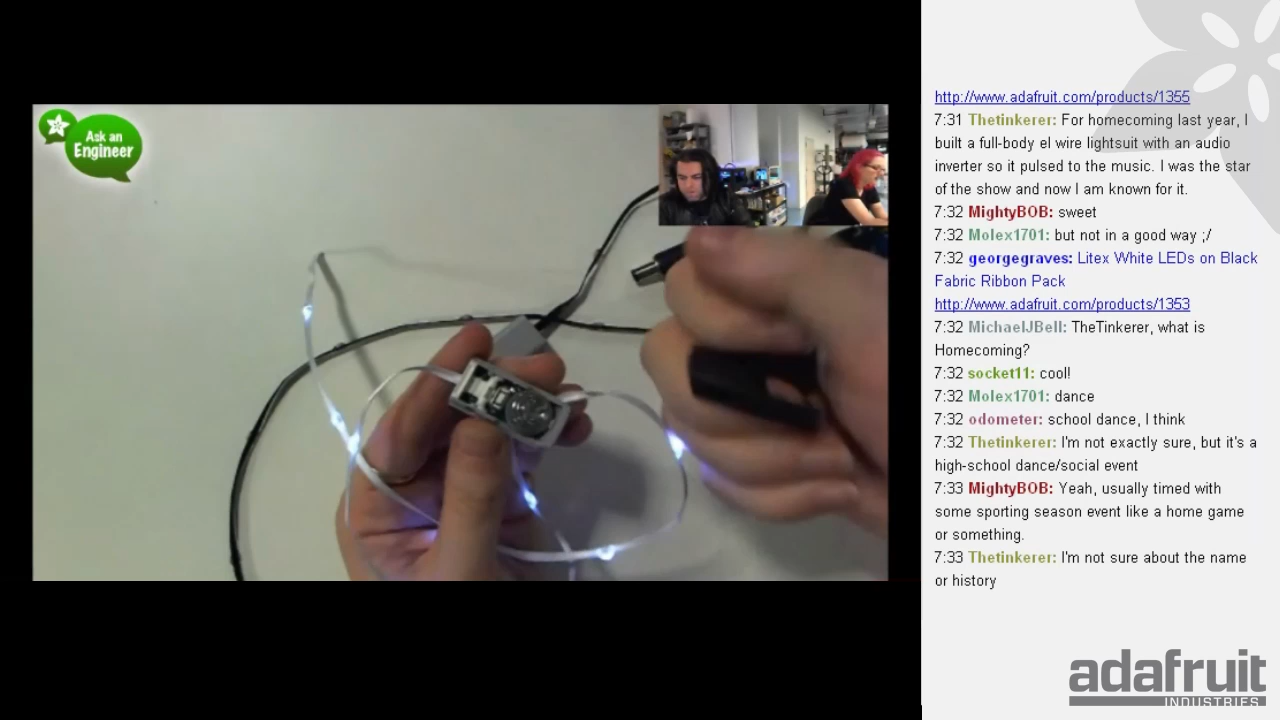 Ask an
Engineer
http://www.adafruit.com/products/1355
7:31 Thetinkerer: For homecoming last year, I
built a full-body el wire lightsuit with an audio
inverter so it pulsed to the music. I was the star
of the show and now I am known for it.
7:32 MightyBOB: sweet
7:32 Molex1701: but not in a good way ;/
7:32 georgegraves: Litex White LEDs on Black
Fabric Ribbon Pack
http://www.adafruit.com/products/1353
7:32 MichaelJBell: TheTinkerer, what is
Homecoming?
7:32 socket11: cool!
7:32 Molex1701: dance
7:32 odometer: school dance, I think
7:32 Thetinkerer: I'm not exactly sure, but it's a
high-school dance/social event
7:33 MightyBOB: Yeah, usually timed with
some sporting season event like a home game
or something.
7:33 Thetinkerer: I'm not sure about the name
or history
adafruit
INDUSTRIES